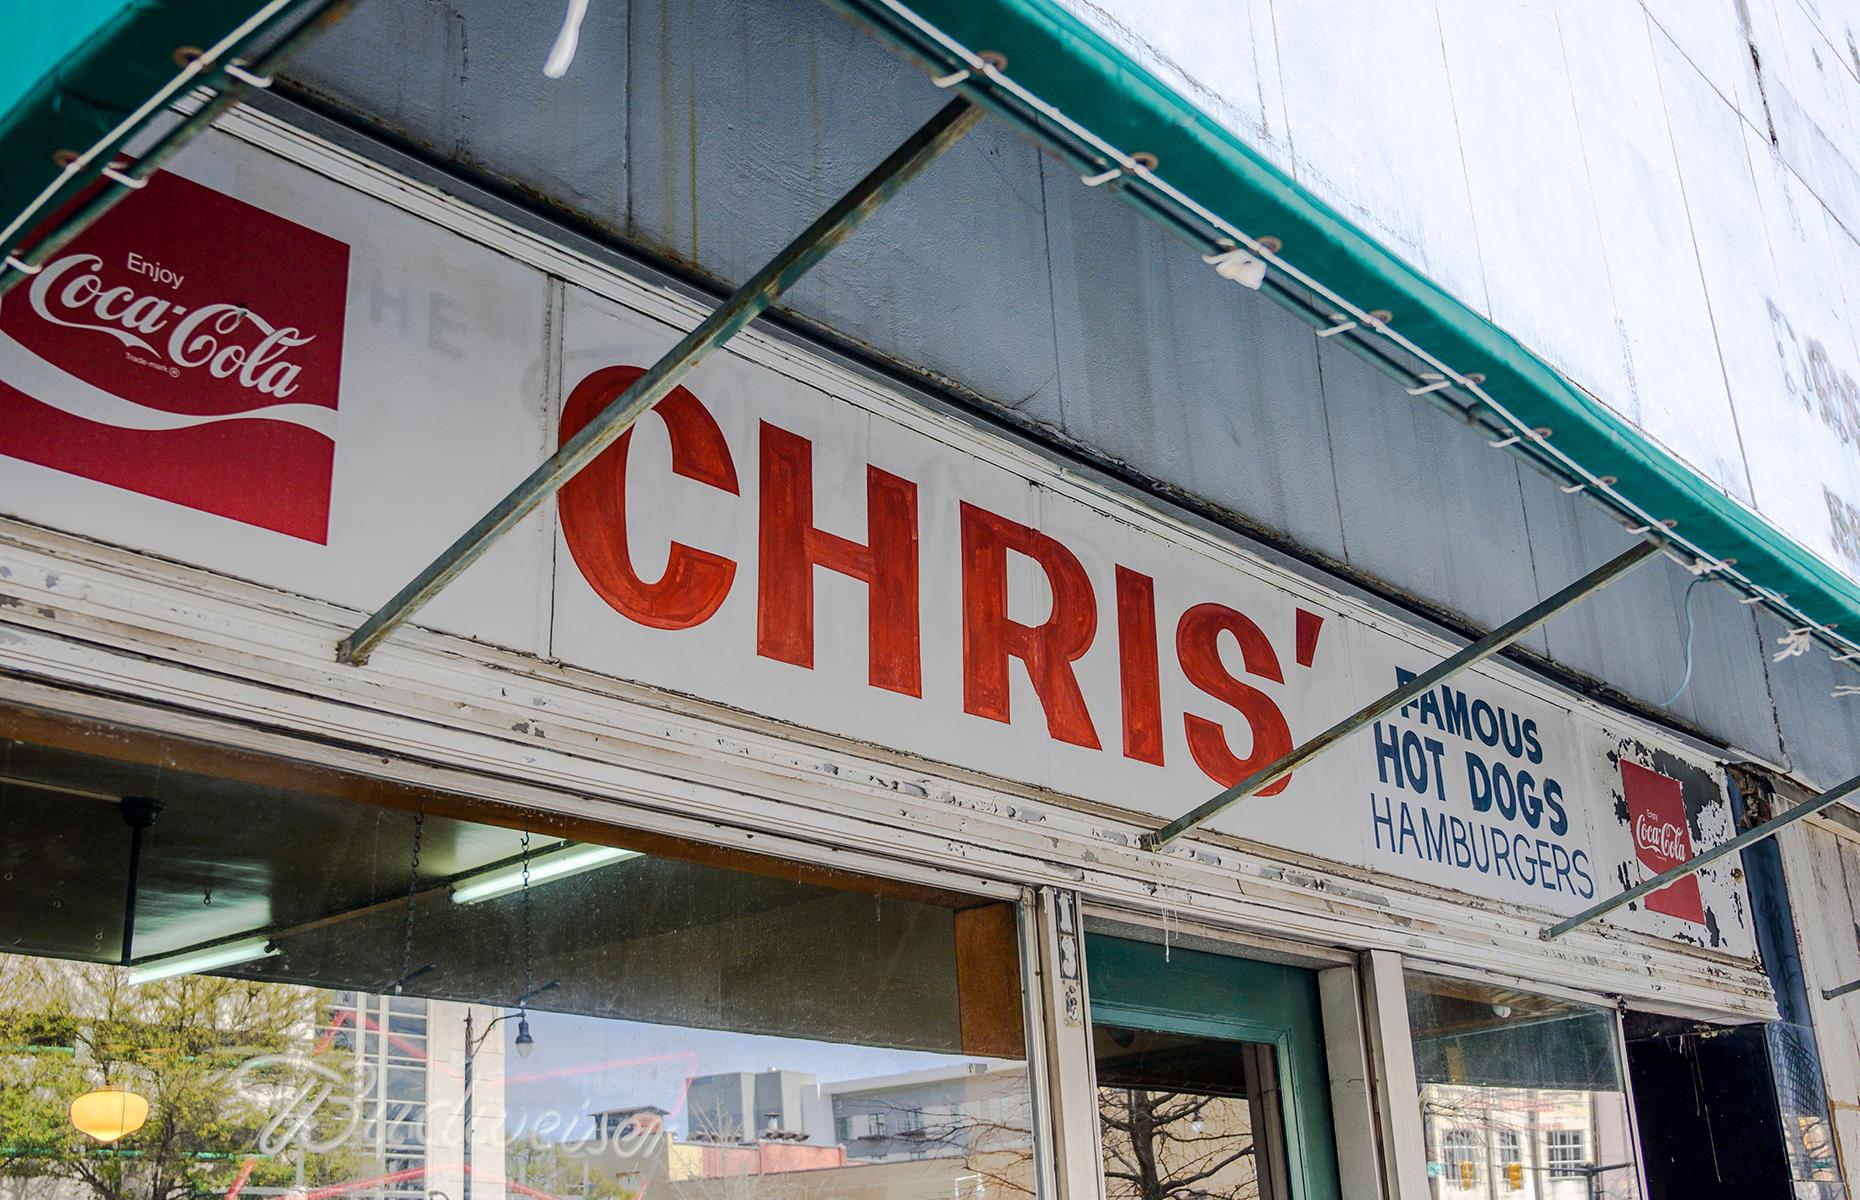 Enjoy
Coca-Cola
Trade-mark®
CHRIS'
FAMOUS
HOT DOGS
HAMBURGERS
Enjoy
Coca-Cola
Budweiser